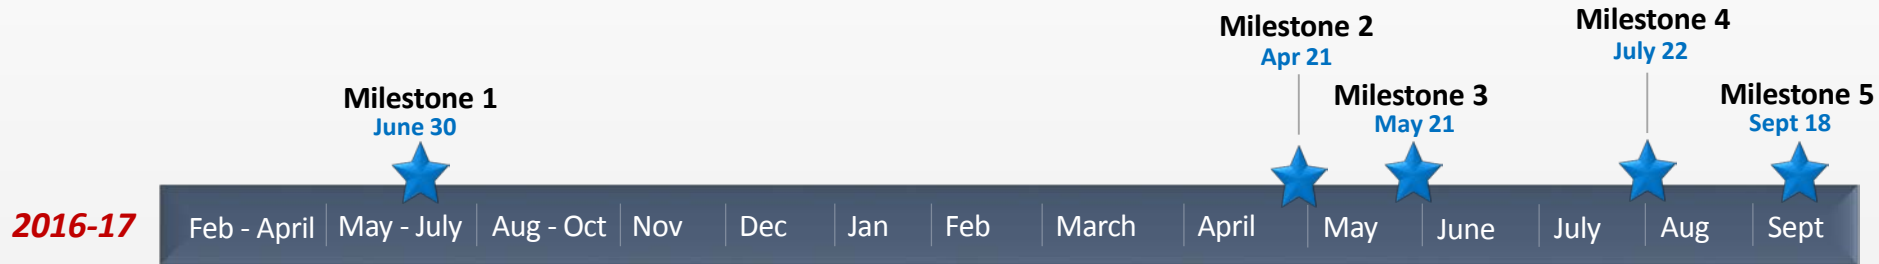 Milestone 1
June 30
Milestone 2
Apr 21
Milestone 3
May 21
Milestone 4
July 22
Milestone 5
Sept 18
2016-17
Feb - April
May - July
Aug - Oct
Nov
Dec
Jan
Feb
March
April
May
June
July
Aug
Sept